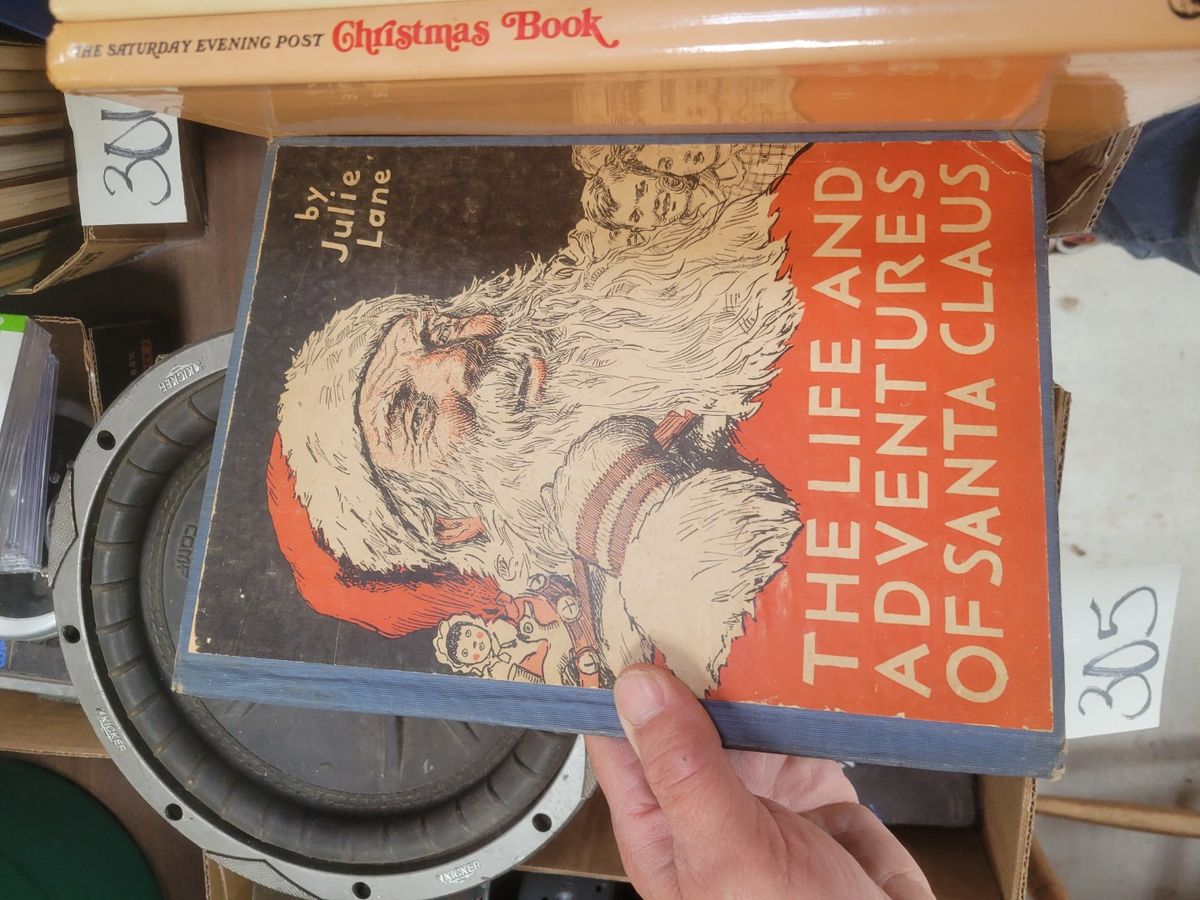 THE SATURDAY EVENING POST Christmas Book
THE LIFE AND
ADVENTURES
OF SANTA CLAUS
by
Julie
Lane
305
KICKER
KICKER
KICKER
COMP